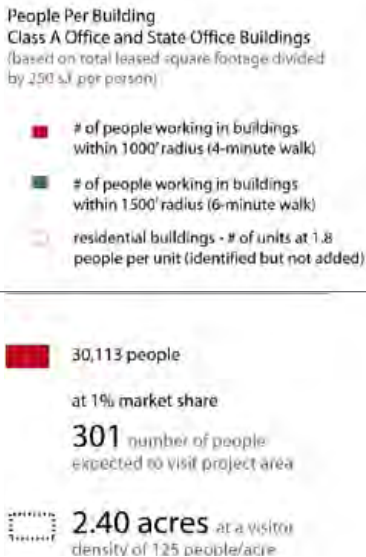 People Per Building
Class A Office and State Office Buildings
(based on total leased square footage divided
by 250 s.f. per person)
# of people working in buildings
within 1000' radius (4-minute walk)
# of people working in buildings
within 1500' radius (6-minute walk)
residential buildings - # of units at 1.8
people per unit (identified but not added)
30,113 people
at 1% market share
301 number of people
expected to visit project area
2.40 acres at a visitor
density of 125 people/acre